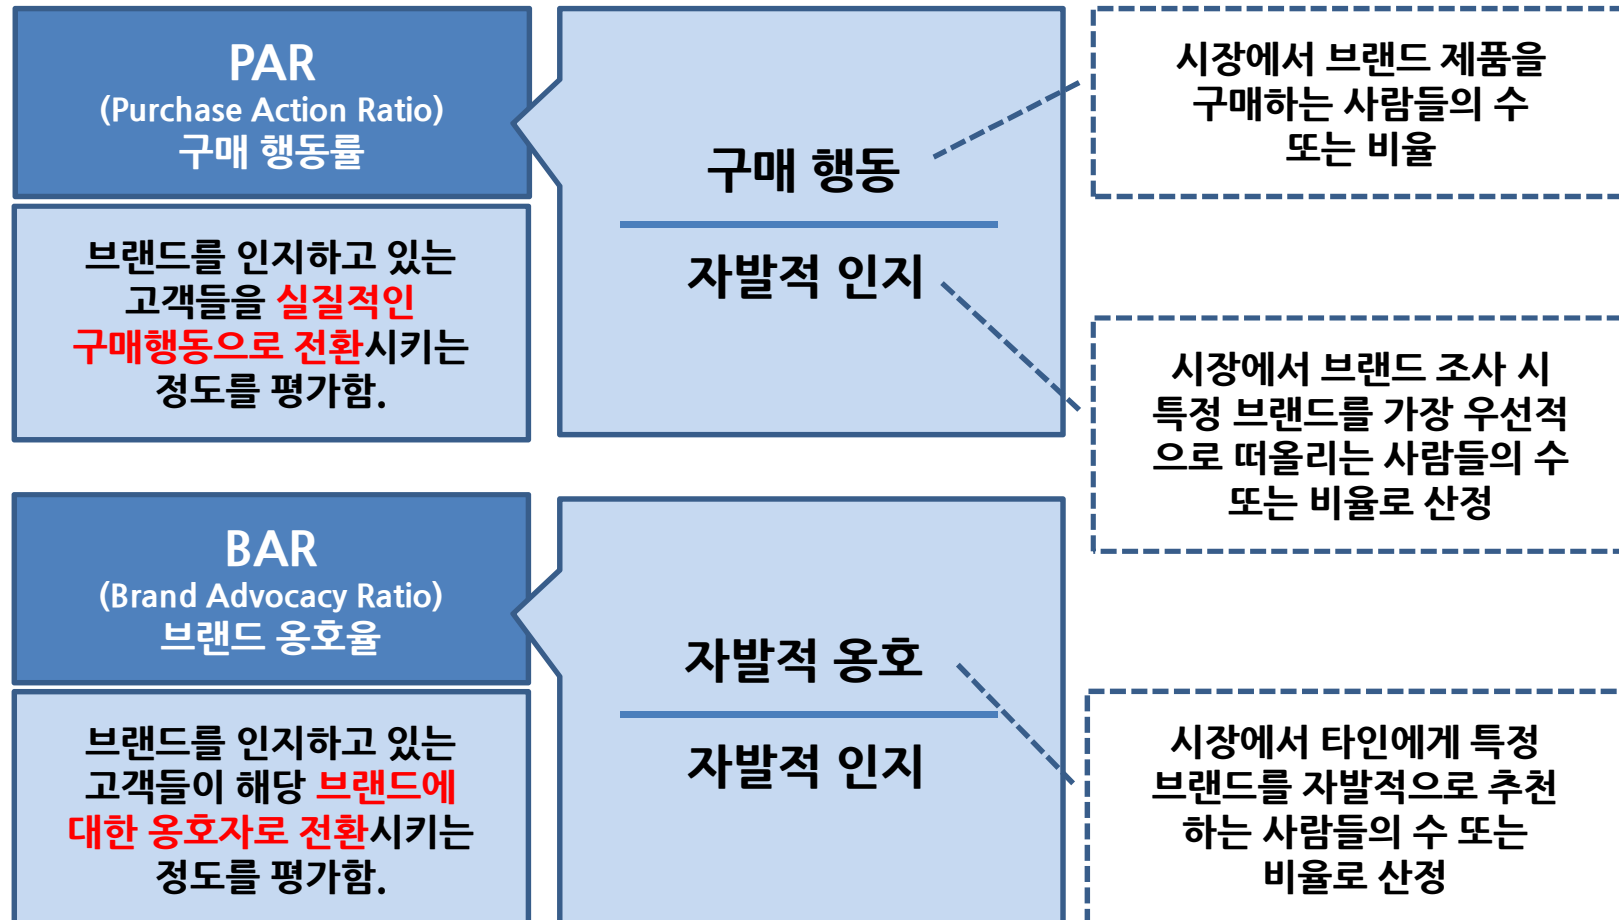 PAR
(Purchase Action Ratio)
구매 행동률
브랜드를 인지하고 있는
고객들을 실질적인
구매행동으로 전환시키는
정도를 평가함.
구매 행동
자발적 인지
시장에서 브랜드 제품을
구매하는 사람들의 수
또는 비율
시장에서 브랜드 조사 시
특정 브랜드를 가장 우선적
으로 떠올리는 사람들의 수
또는 비율로 산정
BAR
(Brand Advocacy Ratio)
브랜드 옹호율
브랜드를 인지하고 있는
고객들이 해당 브랜드에
대한 옹호자로 전환시키는
정도를 평가함.
자발적 옹호
자발적 인지
시장에서 타인에게 특정
브랜드를 자발적으로 추천
하는 사람들의 수 또는
비율로 산정